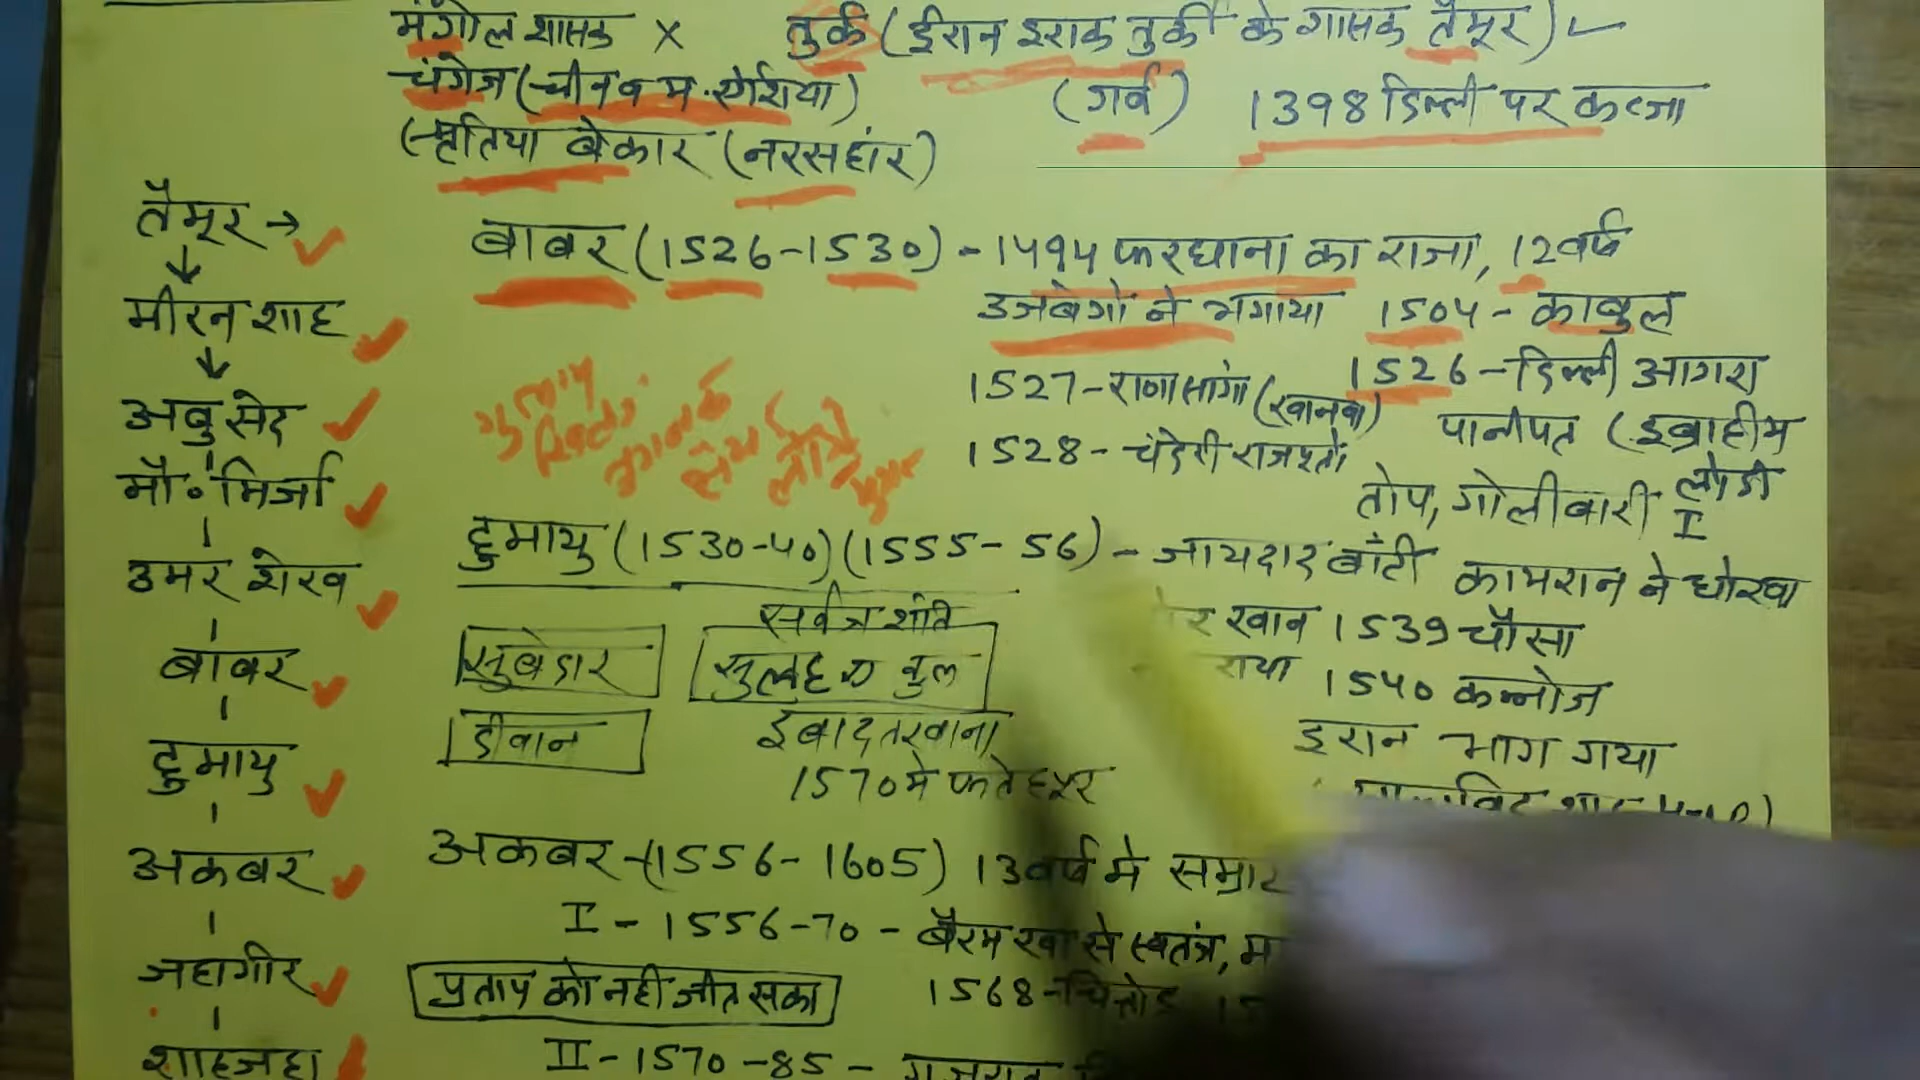 मंगोल शासक × तुर्क (ईरान इराक तुर्की के शासक तैमूर)
चंगेज (चीन व म. एशिया) (गर्व) 1398 दिल्ली पर कब्जा
(स्मृतिया बेकार (नरसहांर)
तैमूर →
मीरन शाह
अबु सेद
मौ. मिर्जा
उमर शेख
बाबर
हुमायु
अकबर
जहागीर
शाहजहा
बाबर (1526-1530) - 1494 फरघाना का राजा, 12 वर्ष
उजबेगो ने भगाया 1504 - काबुल
1526 - दिल्ली आगरा
1527 - राणा सांगा (खानवा) पानीपत (इब्राहीम
1528 - चंदेरी राजपूतों लोदी
तोप, गोलीबारी I
हुमायु (1530-40) (1555-56) - जायदाद बांटी कामरान ने धोखा
खान 1539 चौसा
1540 कन्नोज
इरान भाग गया
सर्वत्र शांति
सुबेदार सुलह ए कुल
दीवान इबादतखाना
1570 मे फतेहपुर
अकबर - (1556-1605) 13 वर्ष मे सम्राट
I - 1556-70 - बैरम खा से स्वतंत्र,
प्रताप को नही जीत सका 1568 - चित्तोड
II - 1570-85 - गुजरात